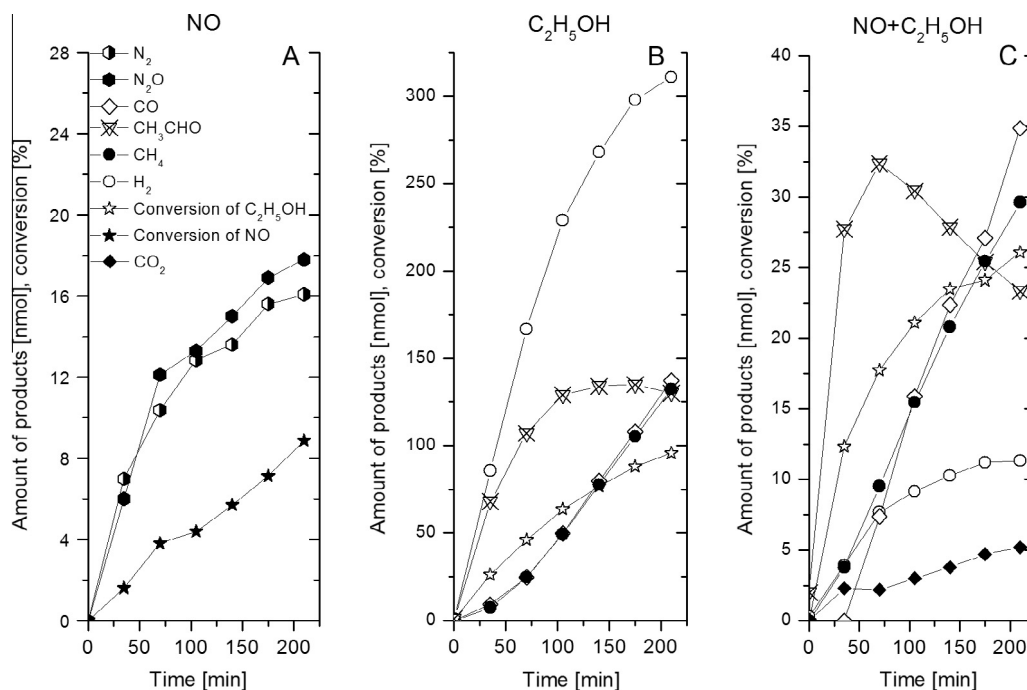 NO
A
28
24
20
16
12
8
4
0
N₂
N₂O
CO
CH₃CHO
CH₄
H₂
Conversion of C₂H₅OH
Conversion of NO
CO₂
Amount of products [nmol], conversion [%]
0 50 100 150 200
Time [min]
C₂H₅OH
B
300
250
200
150
100
50
0
Amount of products [nmol], conversion [%]
0 50 100 150 200
Time [min]
NO+C₂H₅OH
C
40
35
30
25
20
15
10
5
0
Amount of products [nmol], conversion [%]
0 50 100 150 200
Time [min]